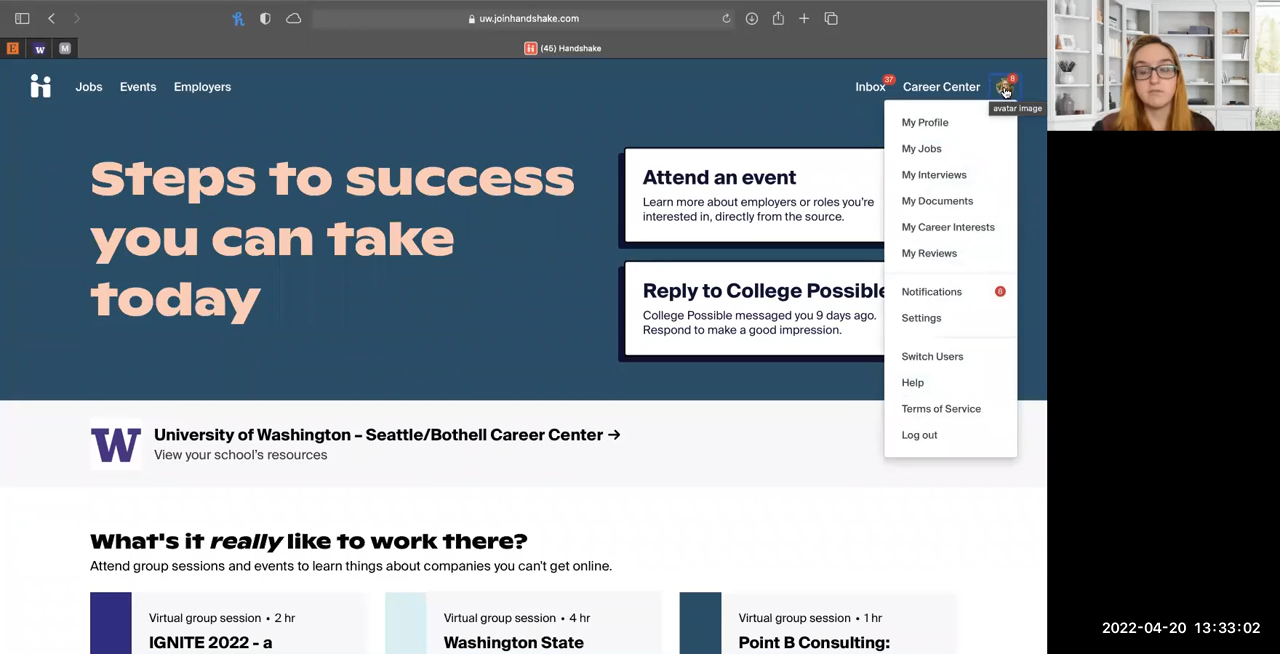 uw.joinhandshake.com
E
W
M
(45) Handshake
Jobs
Events
Employers
Inbox
37
Career Center
8
avatar image
My Profile
My Jobs
My Interviews
My Documents
My Career Interests
My Reviews
Notifications
6
Settings
Switch Users
Help
Terms of Service
Log out
Steps to success
you can take
today
Attend an event
Learn more about employers or roles you're
interested in, directly from the source.
Reply to College Possible
College Possible messaged you 9 days ago.
Respond to make a good impression.
W
University of Washington – Seattle/Bothell Career Center →
View your school's resources
What's it really like to work there?
Attend group sessions and events to learn things about companies you can't get online.
Virtual group session • 2 hr
IGNITE 2022 - a
Virtual group session • 4 hr
Washington State
Virtual group session • 1 hr
Point B Consulting:
2022-04-20 13:33:02